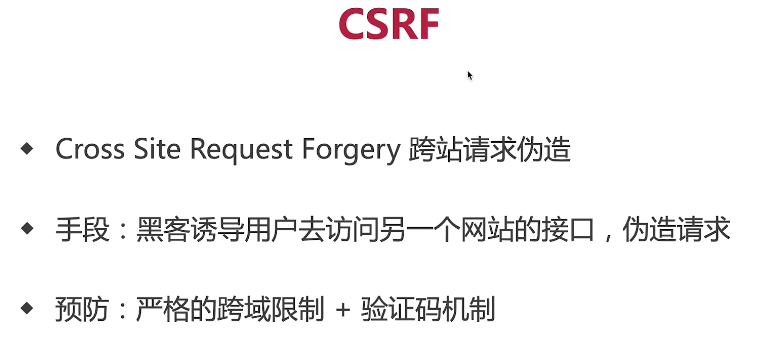 CSRF
Cross Site Request Forgery 跨站请求伪造
手段：黑客诱导用户去访问另一个网站的接口，伪造请求
预防：严格的跨域限制 + 验证码机制